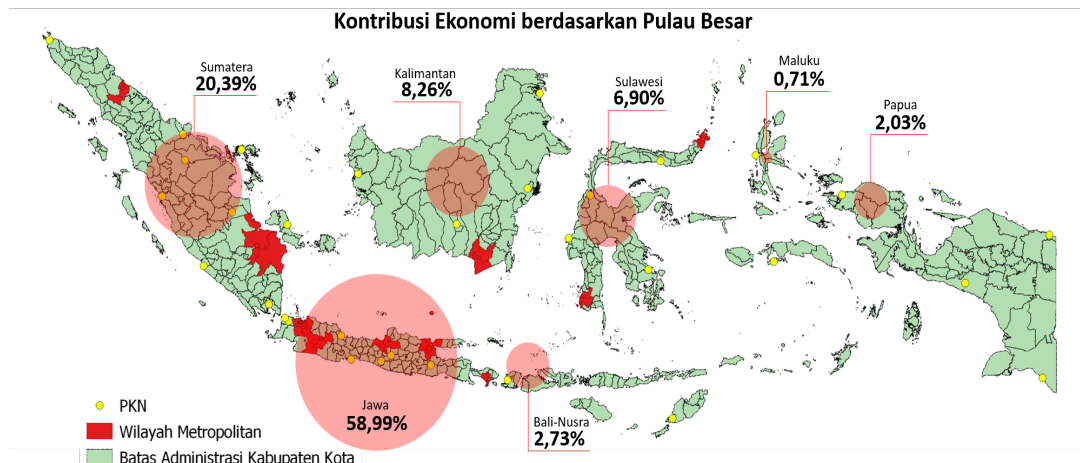 Kontribusi Ekonomi berdasarkan Pulau Besar
Sumatera
20,39%
Kalimantan
8,26%
Sulawesi
6,90%
Maluku
0,71%
Papua
2,03%
Jawa
58,99%
Bali-Nusra
2,73%
PKN
Wilayah Metropolitan
Batas Administrasi Kabupaten Kota